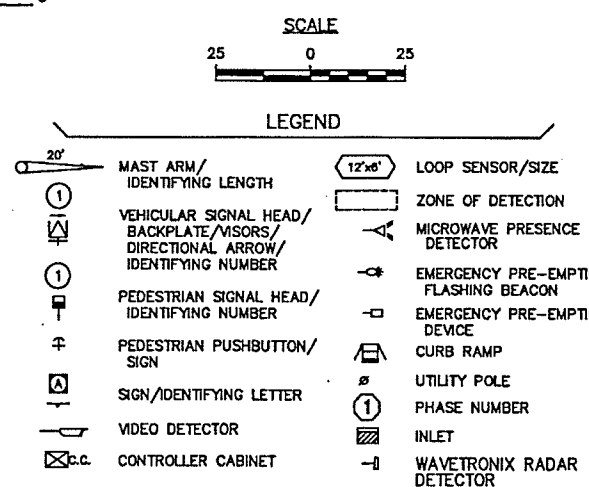 SCALE
25 0 25
LEGEND
20'
MAST ARM/
IDENTIFYING LENGTH
1
VEHICULAR SIGNAL HEAD/
BACKPLATE/VISORS/
DIRECTIONAL ARROW/
IDENTIFYING NUMBER
1
PEDESTRIAN SIGNAL HEAD/
IDENTIFYING NUMBER
PEDESTRIAN PUSHBUTTON/
SIGN
A
SIGN/IDENTIFYING LETTER
VIDEO DETECTOR
C.C. CONTROLLER CABINET
12'x6' LOOP SENSOR/SIZE
ZONE OF DETECTION
MICROWAVE PRESENCE
DETECTOR
EMERGENCY PRE-EMPTI
FLASHING BEACON
EMERGENCY PRE-EMPTI
DEVICE
CURB RAMP
UTILITY POLE
1 PHASE NUMBER
INLET
WAVETRONIX RADAR
DETECTOR